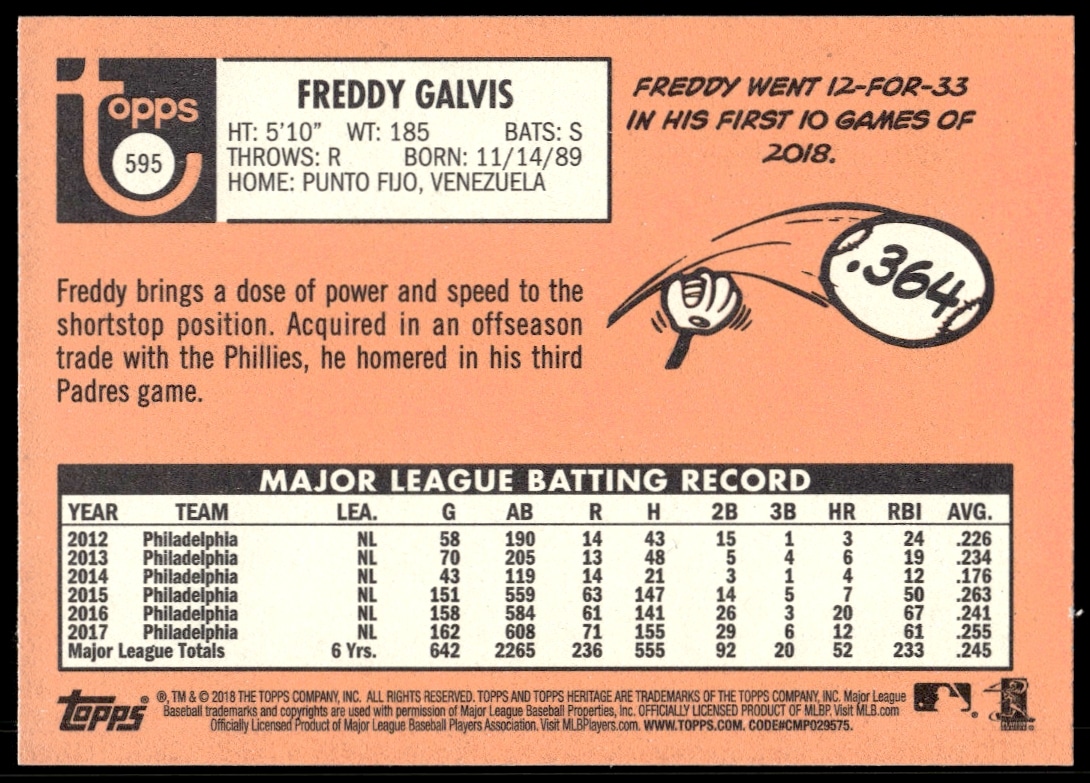 topps
595
FREDDY GALVIS
HT: 5'10" WT: 185 BATS: S
THROWS: R BORN: 11/14/89
HOME: PUNTO FIJO, VENEZUELA
FREDDY WENT 12-FOR-33
IN HIS FIRST 10 GAMES OF
2018.
.364
Freddy brings a dose of power and speed to the
shortstop position. Acquired in an offseason
trade with the Phillies, he homered in his third
Padres game.
MAJOR LEAGUE BATTING RECORD
YEAR TEAM LEA. G AB R H 2B 3B HR RBI AVG.
2012 Philadelphia NL 58 190 14 43 15 1 3 24 .226
2013 Philadelphia NL 70 205 13 48 5 4 6 19 .234
2014 Philadelphia NL 43 119 14 21 3 1 4 12 .176
2015 Philadelphia NL 151 559 63 147 14 5 7 50 .263
2016 Philadelphia NL 158 584 61 141 26 3 20 67 .241
2017 Philadelphia NL 162 608 71 155 29 6 12 61 .255
Major League Totals 6 Yrs. 642 2265 236 555 92 20 52 233 .245
TOPPS ®, TM & © 2018 THE TOPPS COMPANY, INC. ALL RIGHTS RESERVED. TOPPS AND TOPPS HERITAGE ARE TRADEMARKS OF THE TOPPS COMPANY, INC. Major League
Baseball trademarks and copyrights are used with permission of Major League Baseball Properties, Inc. OFFICIALLY LICENSED PRODUCT OF MLBP. Visit MLB.com
Officially Licensed Product of Major League Baseball Players Association. Visit MLBPlayers.com. WWW.TOPPS.COM. CODE#CMP029575.